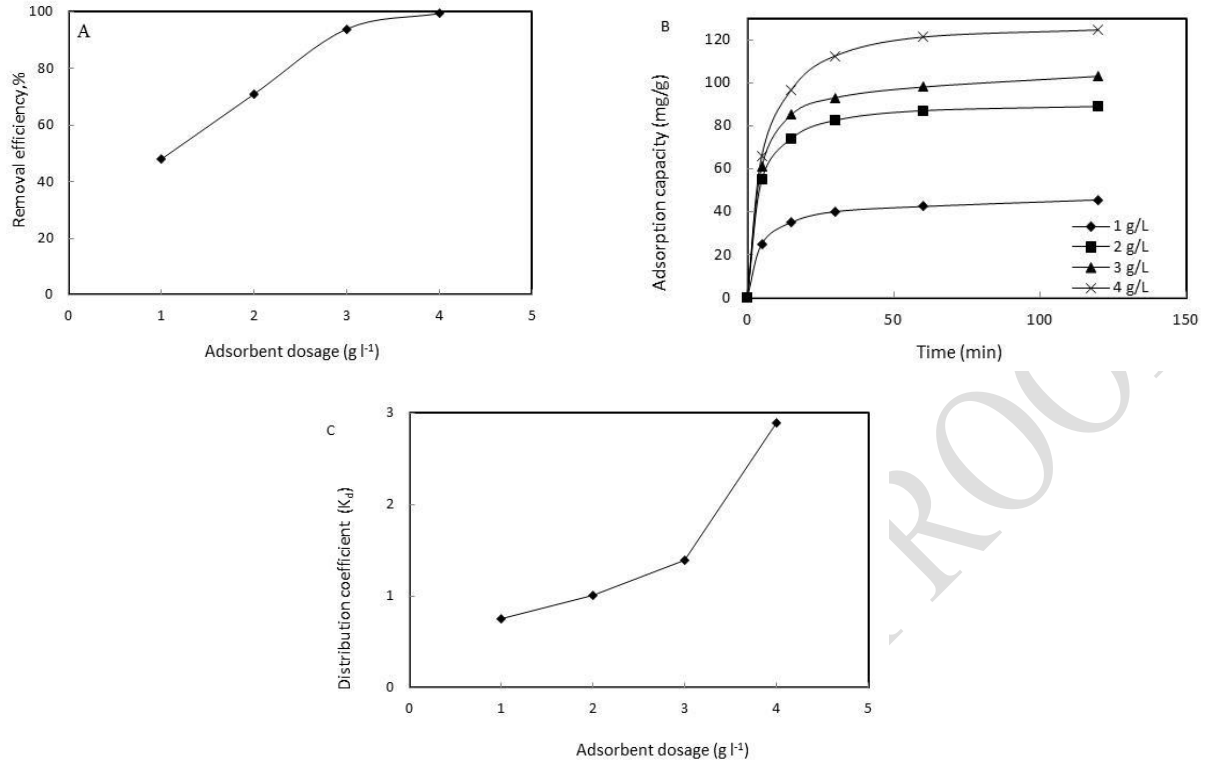 A
Removal efficiency,%
100
80
60
40
20
0
0 1 2 3 4 5
Adsorbent dosage (g l⁻¹)
B
Adsorption capacity (mg/g)
120
100
80
60
40
20
0
1 g/L
2 g/L
3 g/L
4 g/L
0 50 100 150
Time (min)
C
Distribution coefficient (Kd)
3
2
1
0
0 1 2 3 4 5
Adsorbent dosage (g l⁻¹)